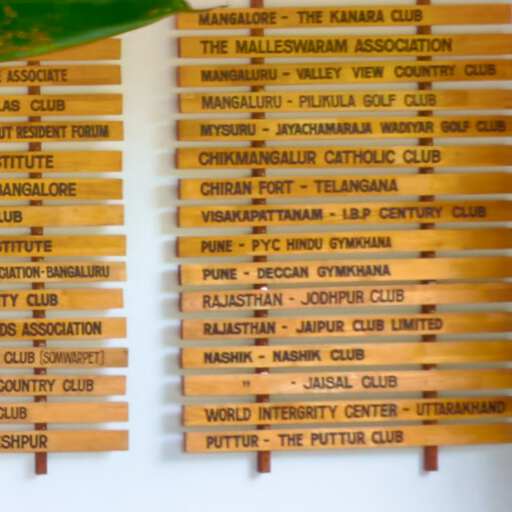 E ASSOCIATE
LAS CLUB
UT RESIDENT FORUM
STITUTE
BANGALORE
LUB
STITUTE
CIATION-BANGALURU
TY CLUB
DS ASSOCIATION
CLUB (SOMWARPET)
COUNTRY CLUB
CLUB
ESHPUR
MANGALORE - THE KANARA CLUB
THE MALLESWARAM ASSOCIATION
MANGALURU - VALLEY VIEW COUNTRY CLUB
MANGALURU - PILIKULA GOLF CLUB
MYSURU - JAYACHAMARAJA WADIYAR GOLF CLUB
CHIKMANGALUR CATHOLIC CLUB
CHIRAN FORT - TELANGANA
VISAKAPATTANAM - I.B.P CENTURY CLUB
PUNE - PYC HINDU GYMKHANA
PUNE - DECCAN GYMKHANA
RAJASTHAN - JODHPUR CLUB
RAJASTHAN - JAIPUR CLUB LIMITED
NASHIK - NASHIK CLUB
" - JAISAL CLUB
WORLD INTERGRITY CENTER - UTTARAKHAND
PUTTUR - THE PUTTUR CLUB